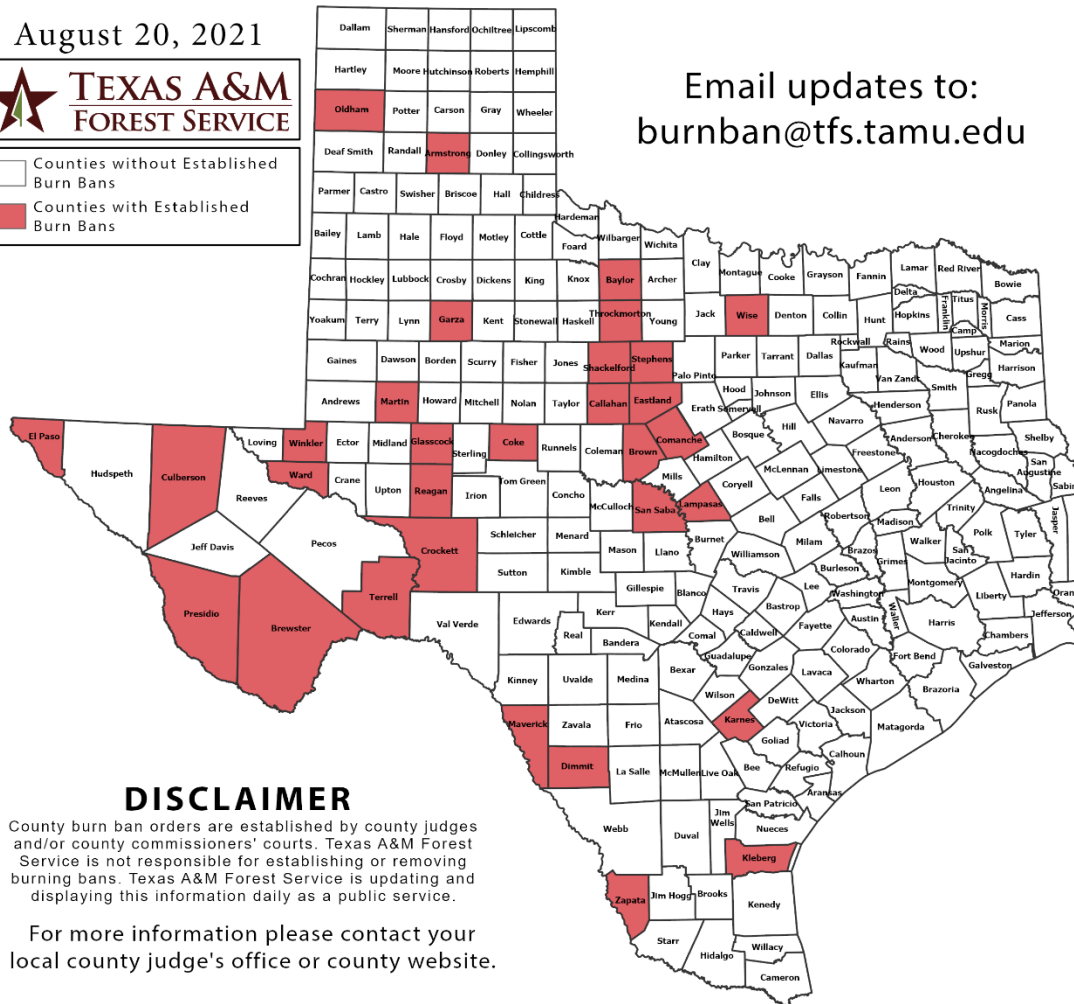 August 20, 2021
TEXAS A&M
FOREST SERVICE
Counties without Established
Burn Bans
Counties with Established
Burn Bans
Email updates to:
burnban@tfs.tamu.edu
Dallam Sherman Hansford Ochiltree Lipscomb
Hartley Moore Hutchinson Roberts Hemphill
Oldham Potter Carson Gray Wheeler
Deaf Smith Randall Armstrong Donley Collingsworth
Parmer Castro Swisher Briscoe Hall Childress
Hardeman
Bailey Lamb Hale Floyd Motley Cottle Foard Wilbarger Wichita
Clay Montague Cooke Grayson Fannin Lamar Red River Bowie
Cochran Hockley Lubbock Crosby Dickens King Knox Baylor Archer
Delta Franklin Titus Morris Cass
Yoakum Terry Lynn Garza Kent Stonewall Haskell Throckmorton Young Jack Wise Denton Collin Hunt Hopkins Camp
Rockwall Rains Wood Upshur Marion
Gaines Dawson Borden Scurry Fisher Jones Shackelford Stephens Palo Pinto Parker Tarrant Dallas Kaufman Van Zandt Gregg Harrison
Andrews Martin Howard Mitchell Nolan Taylor Callahan Eastland Erath Hood Somervell Johnson Ellis Henderson Smith Rusk Panola
El Paso Hudspeth Culberson Loving Winkler Ector Midland Glasscock Sterling Coke Runnels Coleman Brown Comanche Hamilton Bosque Hill Navarro Anderson Cherokee Nacogdoches Shelby
Reeves Ward Crane Upton Reagan Irion Tom Green Concho McCulloch San Saba Mills Lampasas Coryell McLennan Limestone Freestone Leon Houston Angelina San
Augustine Sabin
Jeff Davis Pecos Crockett Schleicher Menard Mason Llano Burnet Bell Falls Robertson Madison Trinity Polk Tyler Jasper
Presidio Brewster Terrell Sutton Kimble Gillespie Blanco Williamson Milam Brazos Grimes Walker San
Jacinto Hardin
Val Verde Edwards Real Kerr Bandera Kendall Hays Travis Bastrop Lee Burleson Washington Montgomery Liberty Oran
Comal Caldwell Fayette Austin Waller Harris Chambers Jefferson
Kinney Uvalde Medina Bexar Guadalupe Gonzales Lavaca Colorado Fort Bend Galveston
Maverick Zavala Frio Atascosa Wilson Karnes DeWitt Victoria Jackson Wharton Brazoria Matagorda
Dimmit La Salle McMullen Live Oak Bee Goliad Refugio Calhoun Aransas
Webb Duval Jim
Wells San Patricio Nueces
Kleberg
Zapata Jim Hogg Brooks Kenedy
Starr Hidalgo Willacy
Cameron
DISCLAIMER
County burn ban orders are established by county judges
and/or county commissioners' courts. Texas A&M Forest
Service is not responsible for establishing or removing
burning bans. Texas A&M Forest Service is updating and
displaying this information daily as a public service.
For more information please contact your
local county judge's office or county website.